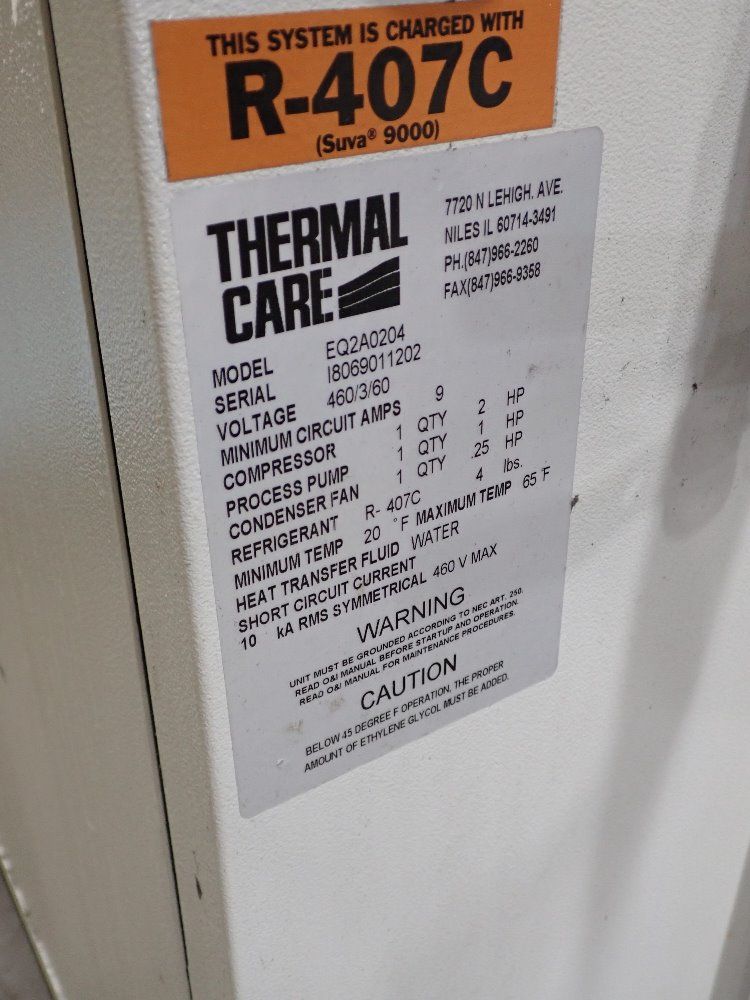 THIS SYSTEM IS CHARGED WITH
R-407C
(Suva® 9000)
THERMAL
CARE
7720 N LEHIGH. AVE.
NILES IL 60714-3491
PH.(847)966-2260
FAX(847)966-9358
MODEL EQ2A0204
SERIAL I8069011202
VOLTAGE 460/3/60
MINIMUM CIRCUIT AMPS 9
COMPRESSOR 1 QTY 2 HP
PROCESS PUMP 1 QTY 1 HP
CONDENSER FAN 1 QTY .25 HP
REFRIGERANT R- 407C 4 lbs.
MINIMUM TEMP 20 °F MAXIMUM TEMP 65 °F
HEAT TRANSFER FLUID WATER
SHORT CIRCUIT CURRENT
10 kA RMS SYMMETRICAL 460 V MAX
WARNING
UNIT MUST BE GROUNDED ACCORDING TO NEC ART. 250.
READ O&I MANUAL BEFORE STARTUP AND OPERATION.
READ O&I MANUAL FOR MAINTENANCE PROCEDURES.
CAUTION
BELOW 45 DEGREE F OPERATION, THE PROPER
AMOUNT OF ETHYLENE GLYCOL MUST BE ADDED.